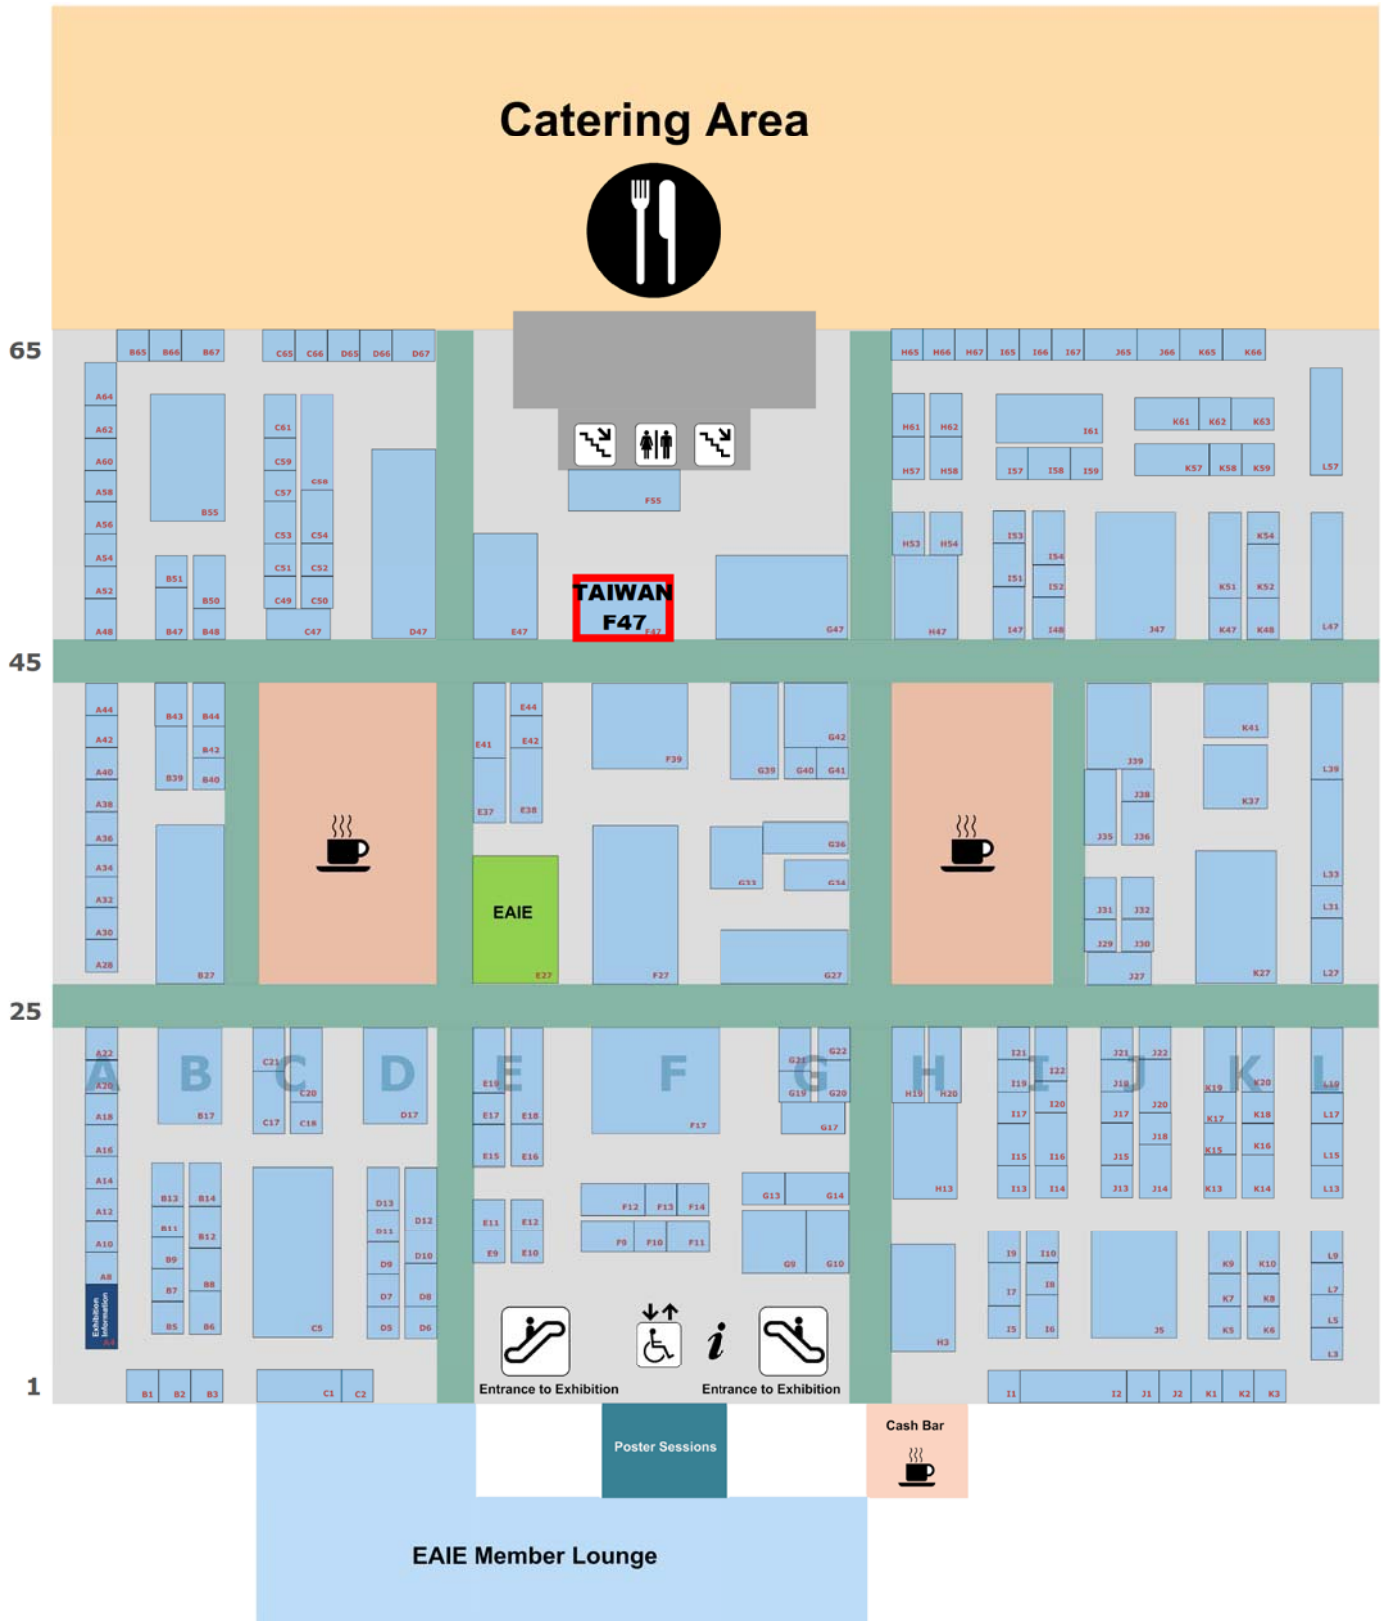 Catering Area
65
B65 B66 B67 C65 C66 D65 D66 D67 H65 H66 H67 I65 I66 I67 J65 J66 K65 K66
A64
A62
A60
A58
A56
A54
A52
A48
B55
B51
B50
B47 B48
C61
C59
C57
C53 C54
C51 C52
C49 C50
C47
D47
F55
E47
TAIWAN
F47
F47
G47
H61 H62
H57 H58
H53 H54
H47
I61
I57 I58 I59
I53
I54
I51 I52
I47 I48
J47
K61 K62 K63
K57 K58 K59
K54
K51 K52
K47 K48
L57
L47
45
A44
A42
A40
A38
A36
A34
A32
A30
A28
B43 B44
B42
B39 B40
B27
E44
E41 E42
E37 E38
EAIE
E27
F39
F27
G42
G39 G40 G41
G36
G33 G34
G27
J39
J38
J35 J36
J31 J32
J29 J30
J27
K41
K37
K27
L39
L33
L31
L27
25
A B C D E F G H I J K L
A22
A20
A18
A16
A14
A12
A10
A8
Exhibition
Information
A4
B17
B13 B14
B11 B12
B9
B7 B8
B5 B6
C21
C20
C17 C18
C5
D17
D13
D12
D11
D10
D9
D7 D8
D5 D6
E19
E17 E18
E15 E16
E11 E12
E9 E10
F17
F12 F13 F14
F10 F11
G21 G22
G19 G20
G17
G13 G14
G9 G10
H19 H20
H13
H3
I21
I22
I19
I20
I17
I15 I16
I13 I14
I9 I10
I7 I8
I5 I6
J21 J22
J19
J20
J17
J18
J15
J13 J14
J5
K19 K20
K17 K18
K15 K16
K13 K14
K9 K10
K7 K8
K5 K6
L19
L17
L15
L13
L9
L7
L5
L3
1
B1 B2 B3 C1 C2 I1 I2 J1 J2 K1 K2 K3
Entrance to Exhibition
Entrance to Exhibition
i
Poster Sessions
Cash Bar
EAIE Member Lounge